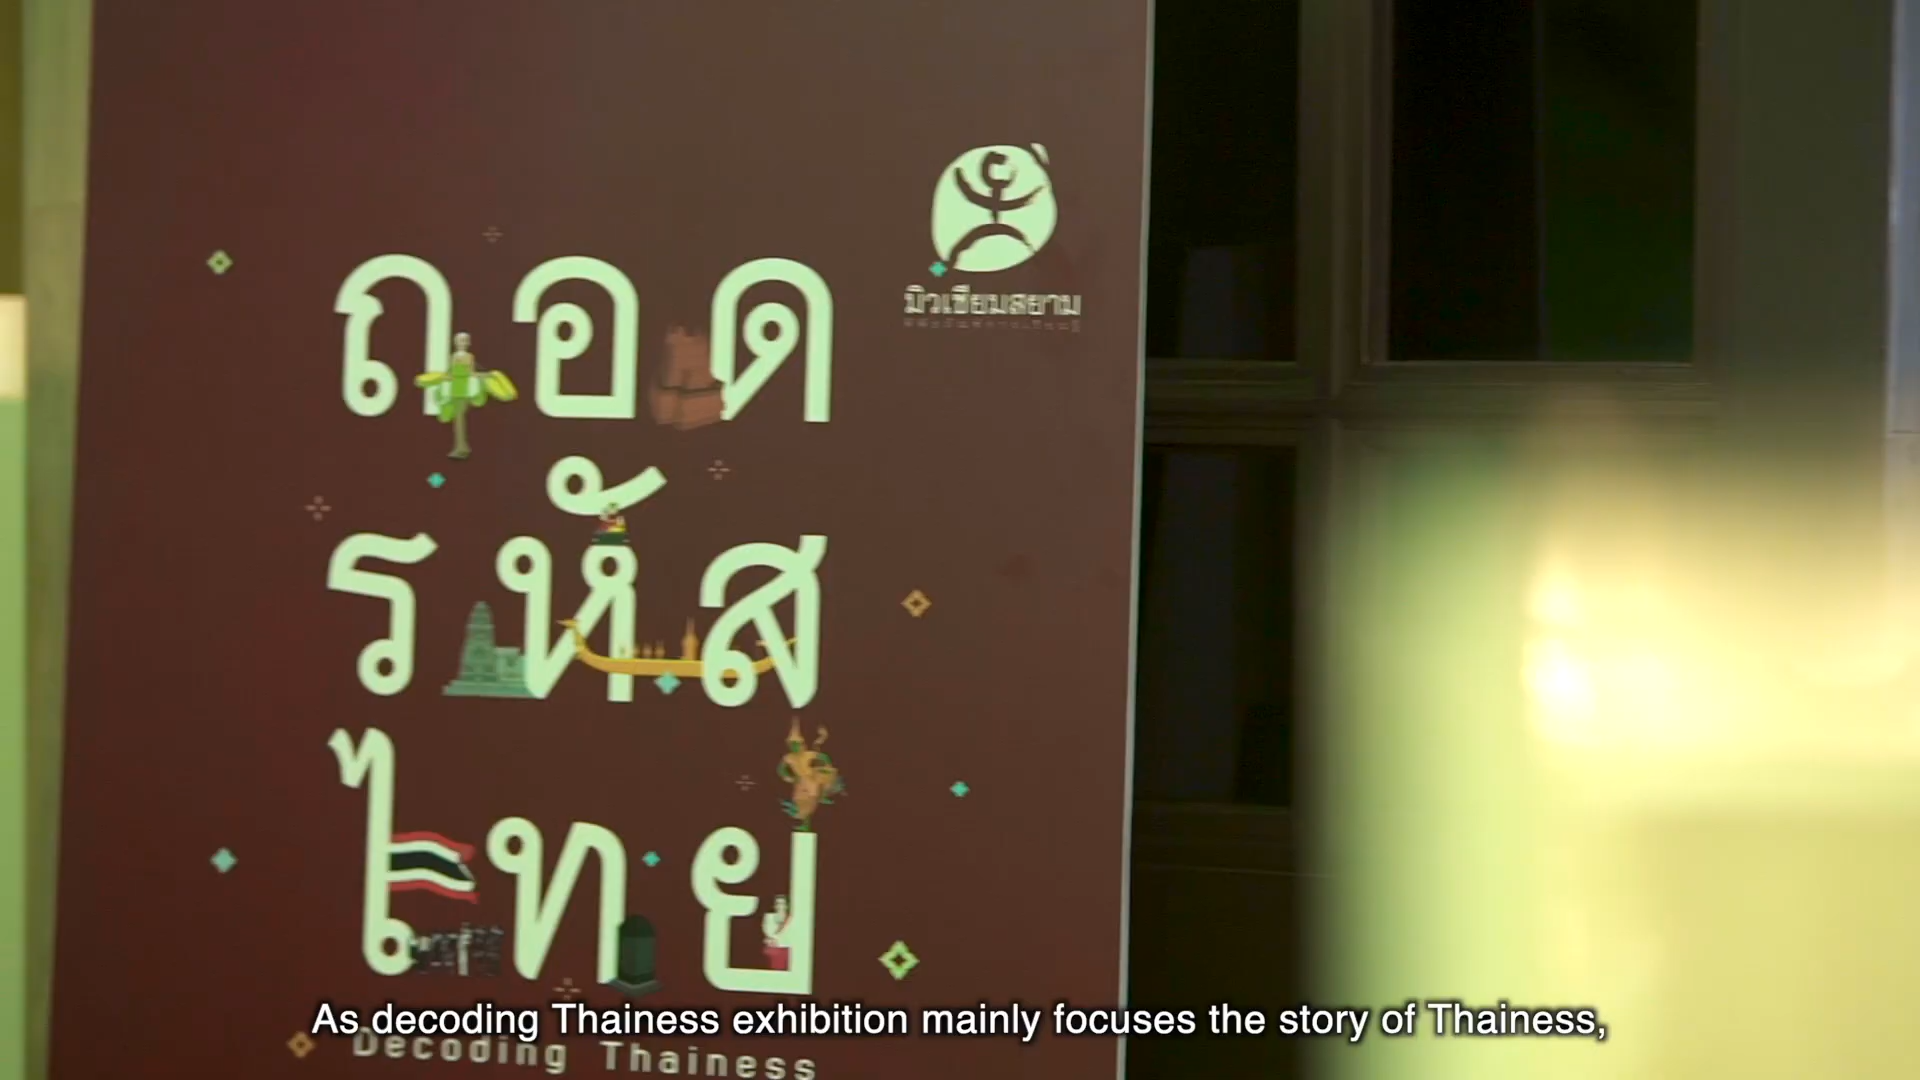 มิวเซียมสยาม
ถอด
รหัส
ไทย
As decoding Thainess exhibition mainly focuses the story of Thainess,
Decoding Thainess